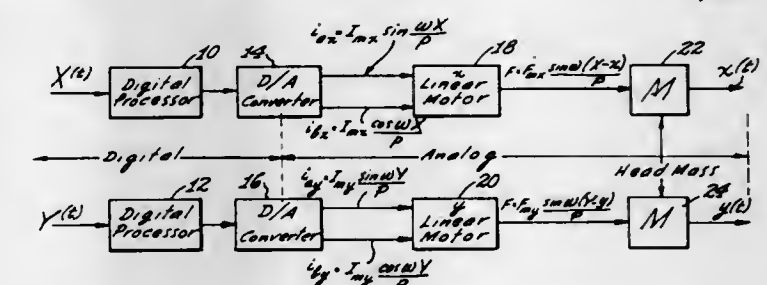 i_ax = I_mx sin ωX/P
10
14
18
22
X(t)
Digital Processor
D/A Converter
x Linear Motor
F = F_mx sin ω(X-x)/P
M
x(t)
i_bx = I_mx cos ωX/P
Digital
Analog
Head Mass
12
16
i_ay = I_my sin ωY/P
20
24
Y(t)
Digital Processor
D/A Converter
y Linear Motor
F = F_my sin ω(Y-y)/P
M
y(t)
i_by = I_my cos ωY/P